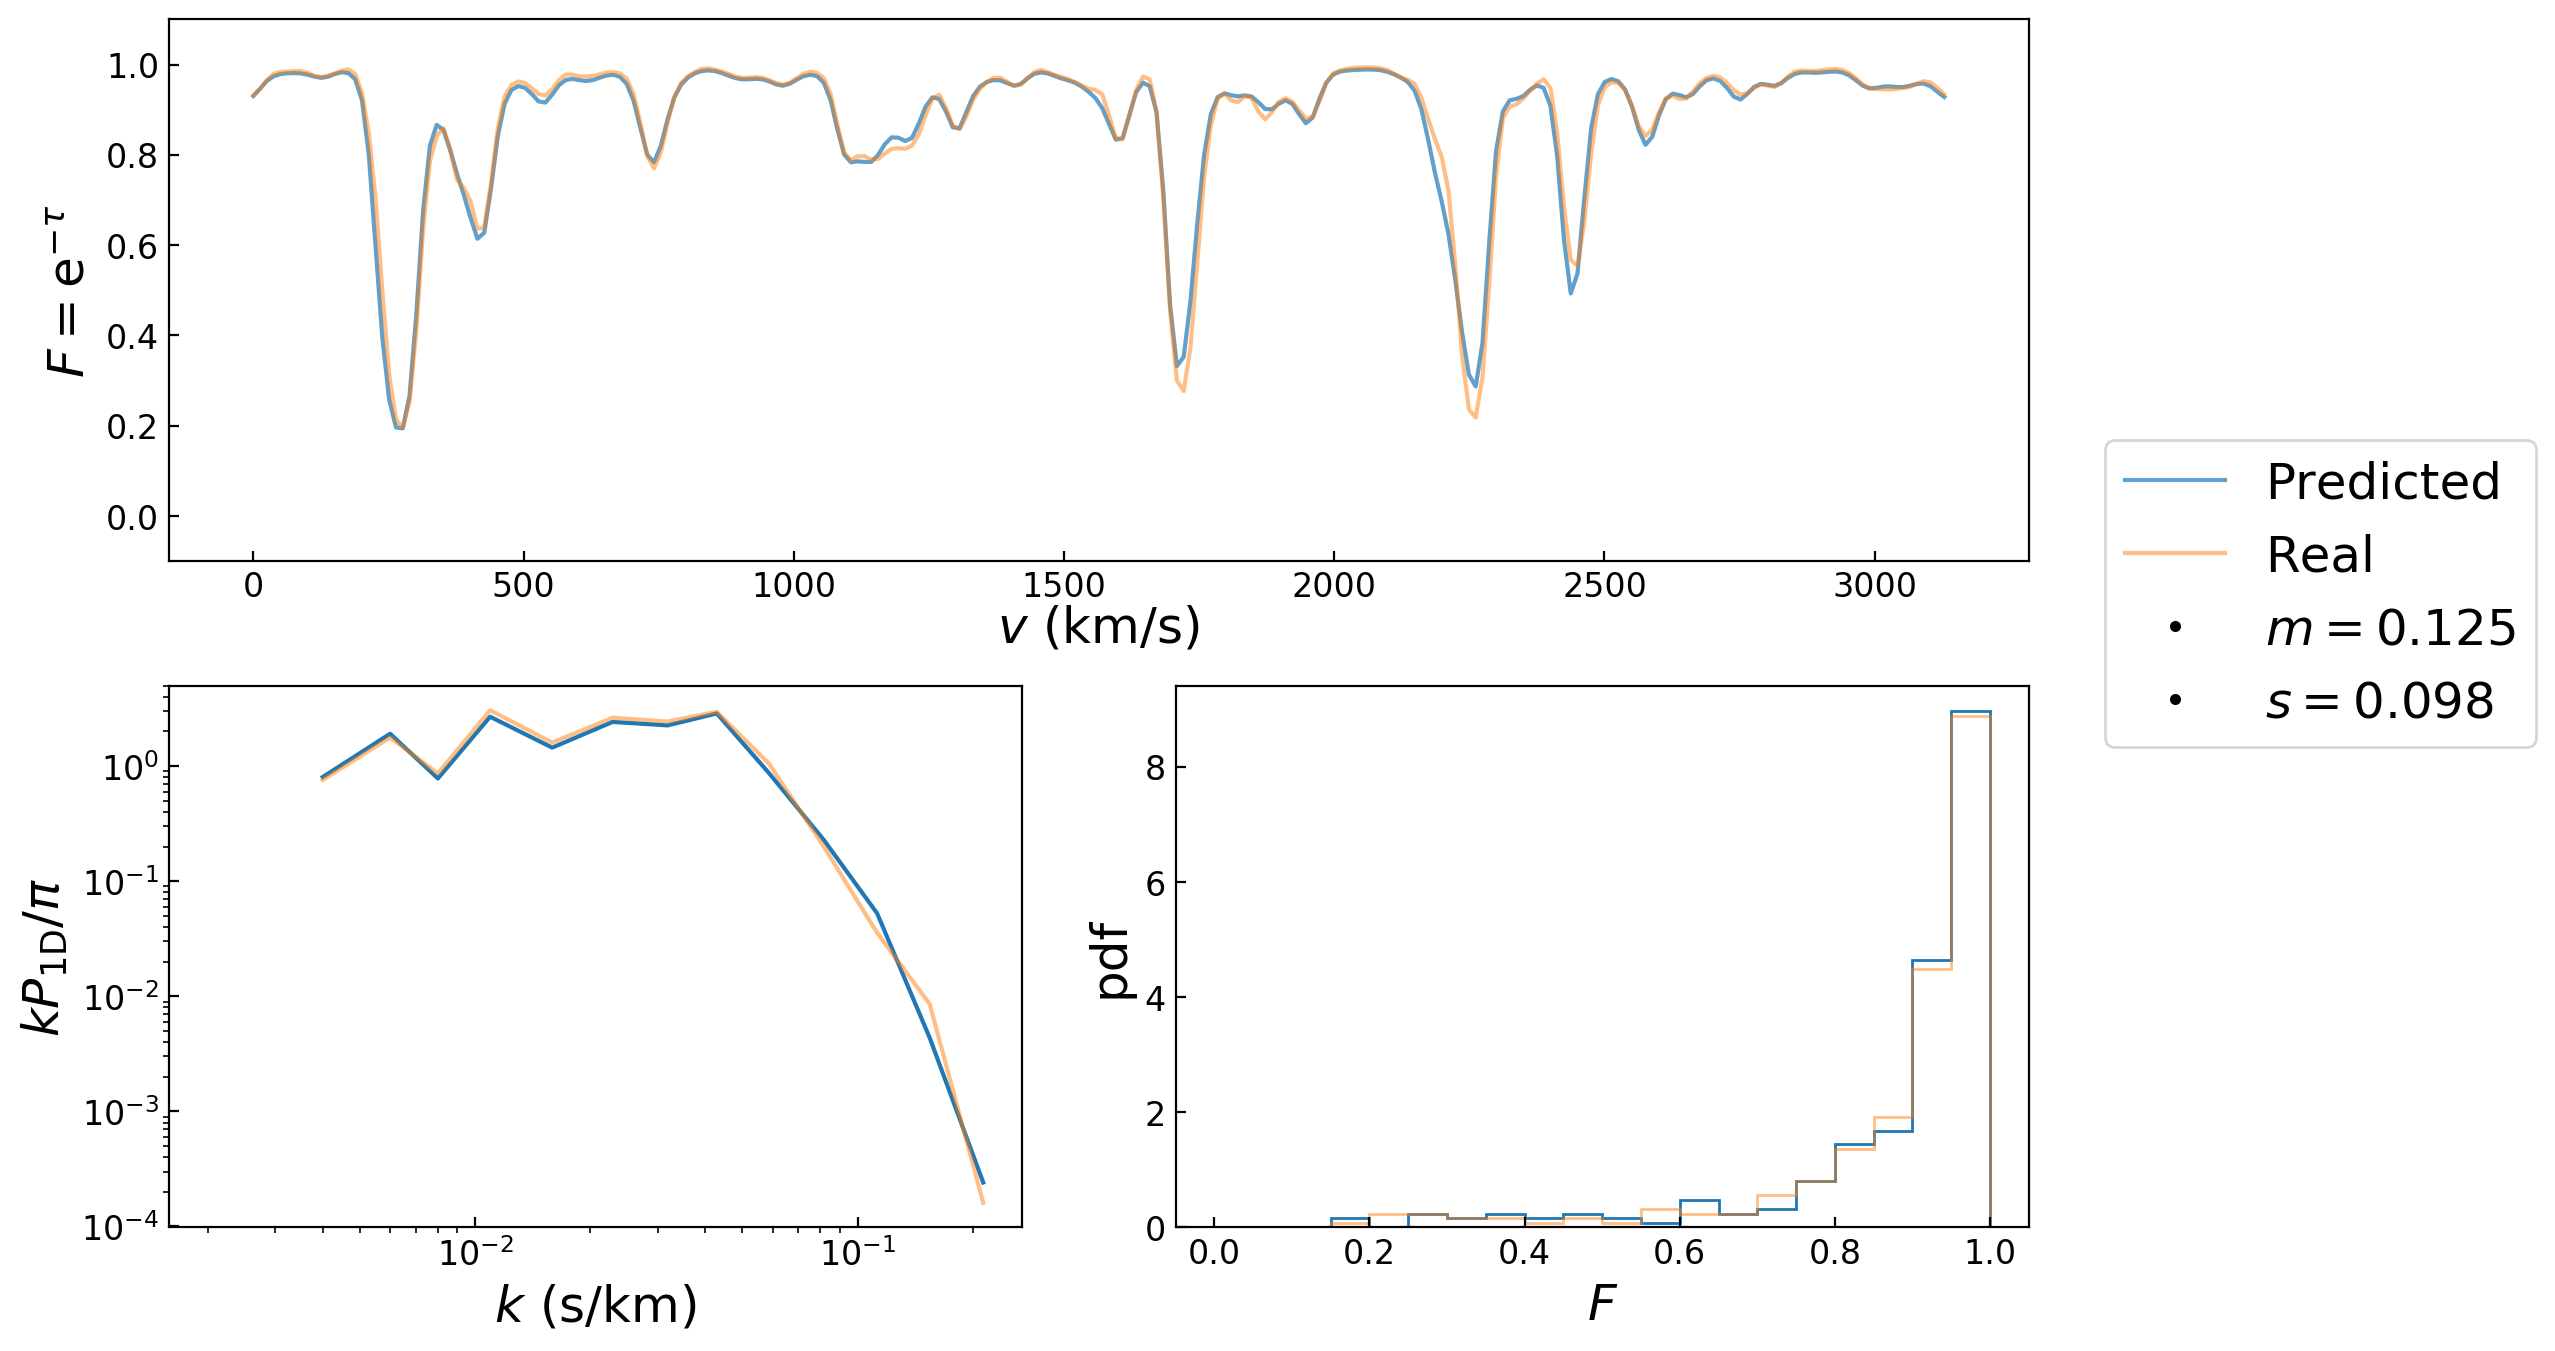 1.0
0.8
0.6
0.4
0.2
0.0
F = e^{−τ}
0 500 1000 1500 2000 2500 3000
v (km/s)
Predicted
Real
m = 0.125
s = 0.098
10^0
10^{−1}
10^{−2}
10^{−3}
10^{−4}
kP_{1D}/π
10^{−2} 10^{−1}
k (s/km)
8
6
4
2
0
pdf
0.0 0.2 0.4 0.6 0.8 1.0
F